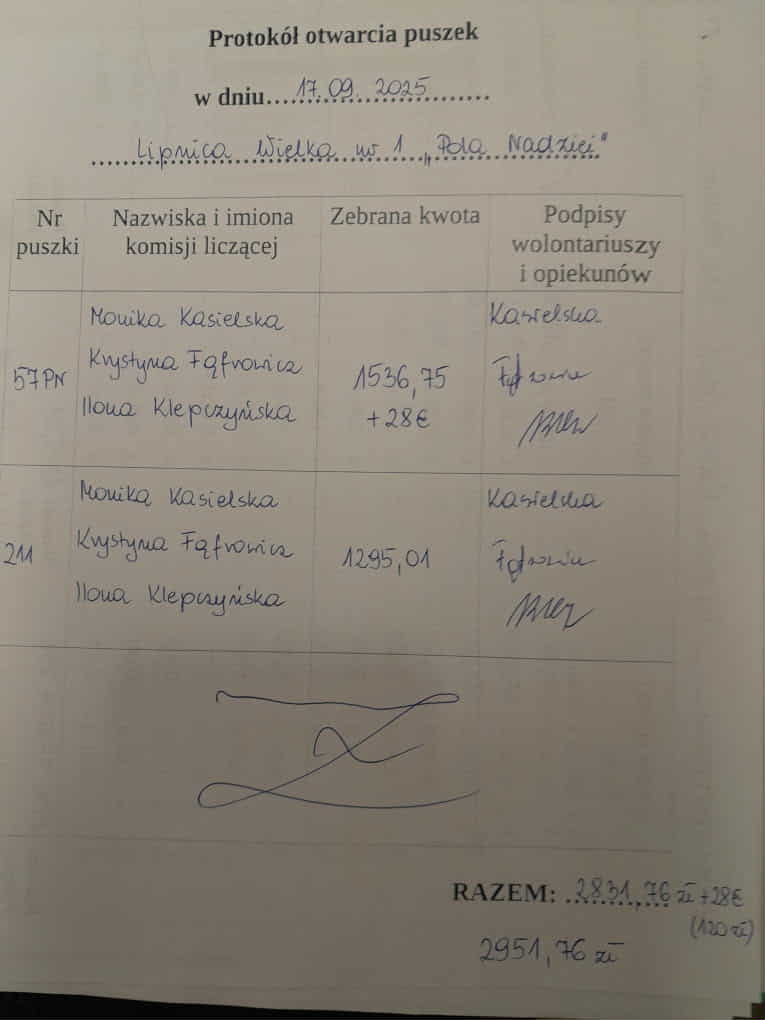 Protokół otwarcia puszek
w dniu....17.09.2025....
Lipnica Wielka nr 1 „Pola Nadziei"
Nr puszki
Nazwiska i imiona komisji liczącej
Zebrana kwota
Podpisy wolontariuszy i opiekunów
57PN
Monika Kasielska
Krystyna Fąfrowicz
Ilona Klepczyńska
1536,75
+28€
Kasielska
211
Monika Kasielska
Krystyna Fąfrowicz
Ilona Klepczyńska
1295,01
Kasielska
RAZEM: 2831,76 zł +28€
(120 zł)
2951,76 zł